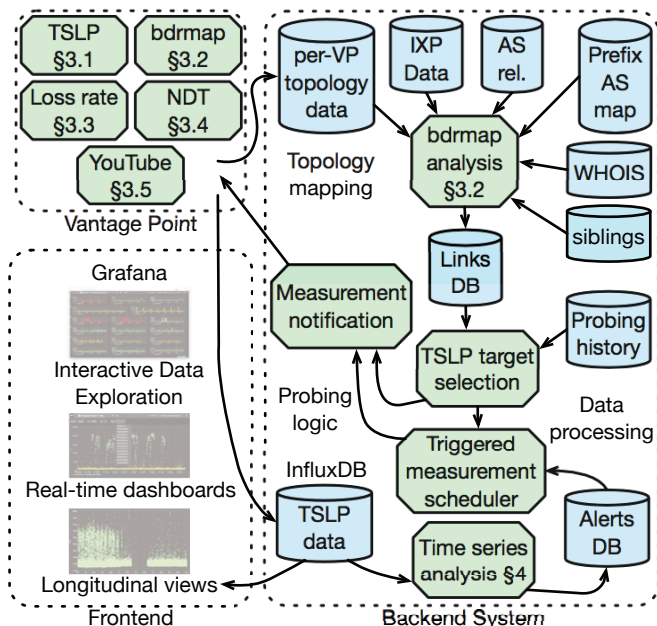 TSLP
§3.1
bdrmap
§3.2
Loss rate
§3.3
NDT
§3.4
YouTube
§3.5
Vantage Point
per-VP
topology
data
IXP
Data
AS
rel.
Prefix
AS
map
Topology
mapping
bdrmap
analysis
§3.2
WHOIS
siblings
Links
DB
Measurement
notification
TSLP target
selection
Probing
history
Probing
logic
Data
processing
Triggered
measurement
scheduler
InfluxDB
TSLP
data
Time series
analysis §4
Alerts
DB
Backend System
Grafana
Interactive Data
Exploration
Real-time dashboards
Longitudinal views
Frontend